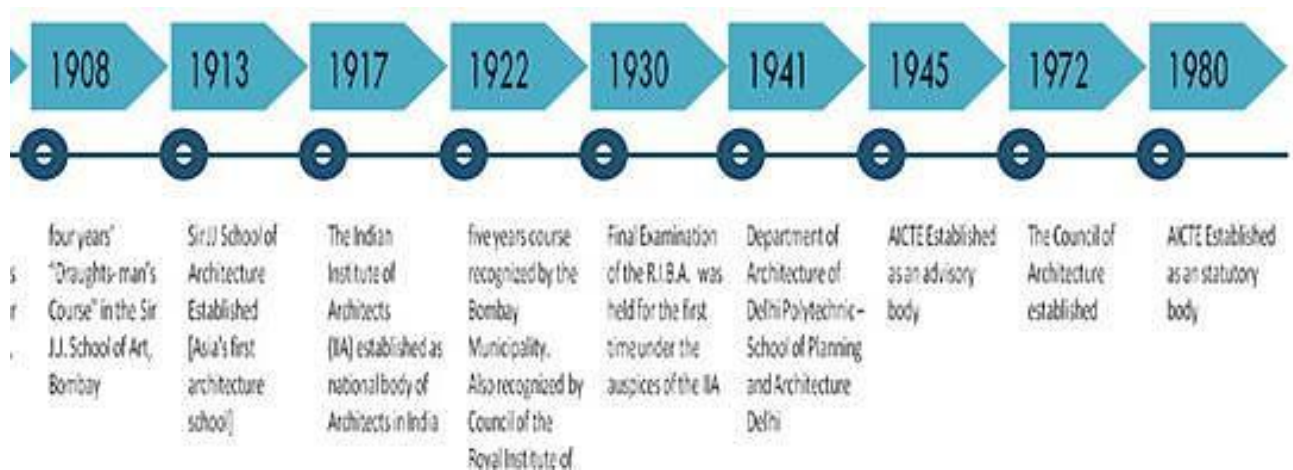 1908 1913 1917 1922 1930 1941 1945 1972 1980
four years'
"Draughts-man's
Course" in the Sir
J.J. School of Art,
Bombay
Sir JJ School of
Architecture
Established
[Asia's first
architecture
school]
The Indian
Institute of
Architects
(IIA) established as
national body of
Architects in India
five years course
recognized by the
Bombay
Municipality.
Also recognized by
Council of the
Royal Institute of
Final Examination
of the R.I.B.A. was
held for the first
time under the
auspices of the IIA
Department of
Architecture of
Delhi Polytechnic–
School of Planning
and Architecture
Delhi
AICTE Established
as an advisory
body
The Council of
Architecture
established
AICTE Established
as an statutory
body